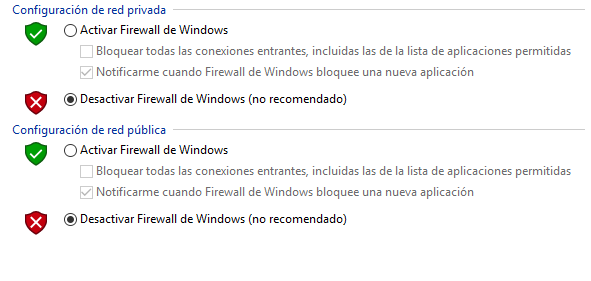 Configuración de red privada
Activar Firewall de Windows
Bloquear todas las conexiones entrantes, incluidas las de la lista de aplicaciones permitidas
Notificarme cuando Firewall de Windows bloquee una nueva aplicación
Desactivar Firewall de Windows (no recomendado)
Configuración de red pública
Activar Firewall de Windows
Bloquear todas las conexiones entrantes, incluidas las de la lista de aplicaciones permitidas
Notificarme cuando Firewall de Windows bloquee una nueva aplicación
Desactivar Firewall de Windows (no recomendado)